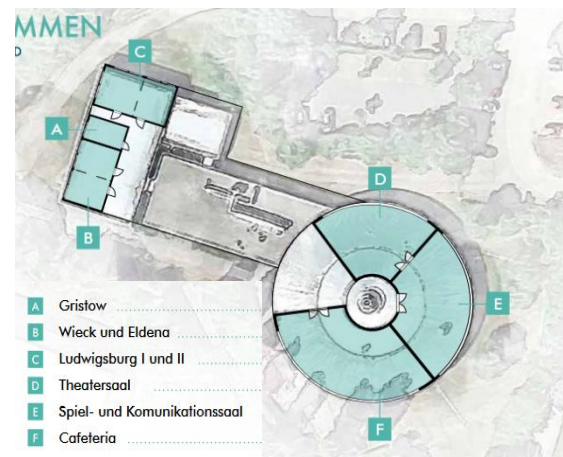 MMEN
D
C
A
B
D
E
F
A Gristow
B Wieck und Eldena
C Ludwigsburg I und II
D Theatersaal
E Spiel- und Komunikationssaal
F Cafeteria